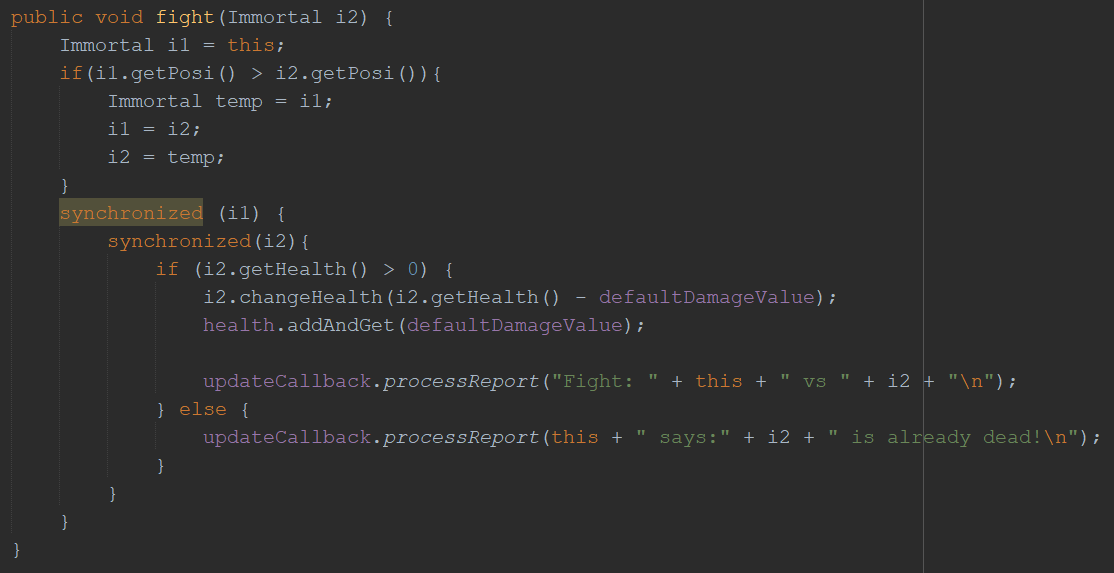 public void fight(Immortal i2) {
    Immortal i1 = this;
    if(i1.getPosi() > i2.getPosi()){
        Immortal temp = i1;
        i1 = i2;
        i2 = temp;
    }
    synchronized (i1) {
        synchronized(i2){
            if (i2.getHealth() > 0) {
                i2.changeHealth(i2.getHealth() - defaultDamageValue);
                health.addAndGet(defaultDamageValue);

                updateCallback.processReport("Fight: " + this + " vs " + i2 + "\n");
            } else {
                updateCallback.processReport(this + " says:" + i2 + " is already dead!\n");
            }
        }
    }
}